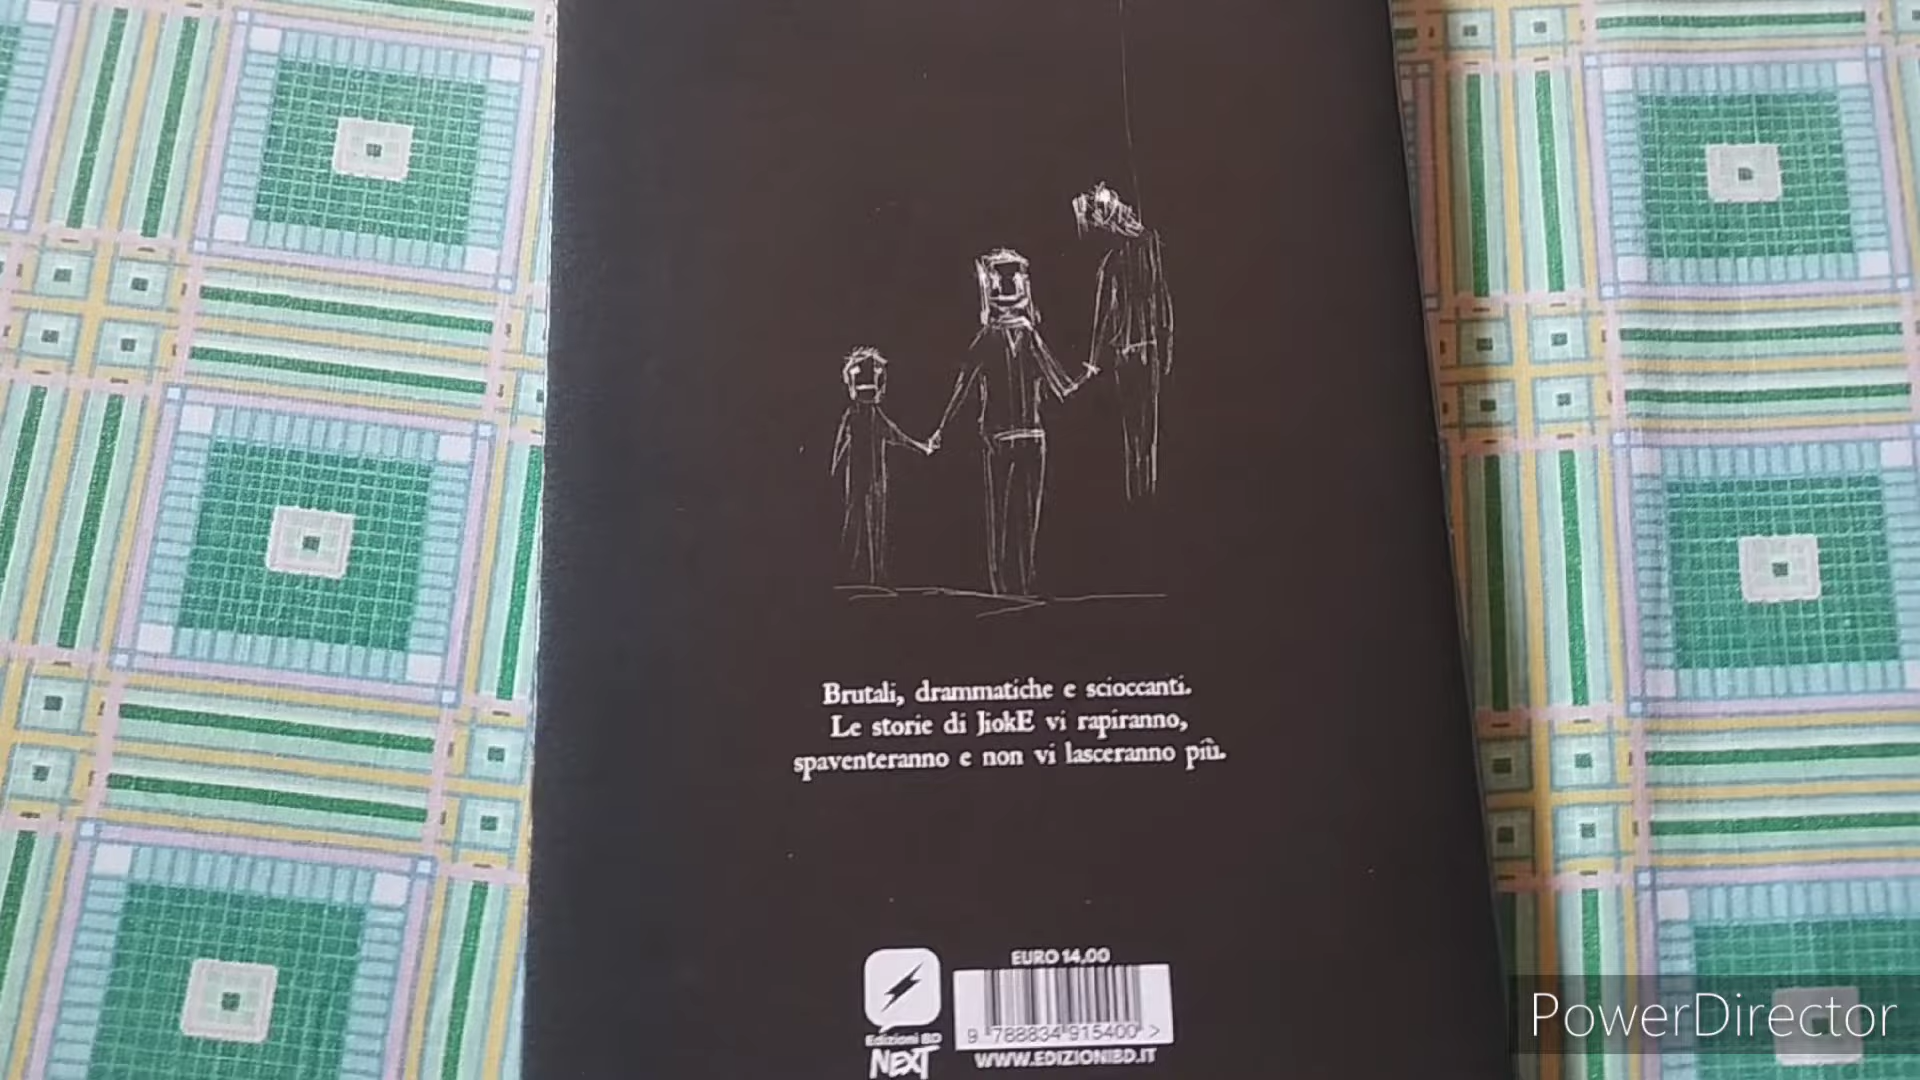 Brutali, drammatiche e scioccanti.
Le storie di JiokE vi rapiranno,
spaventeranno e non vi lasceranno più.
EURO 14,00
9 788834 915400 >
Edizioni BD
NEXT
WWW.EDIZIONIBD.IT
PowerDirector